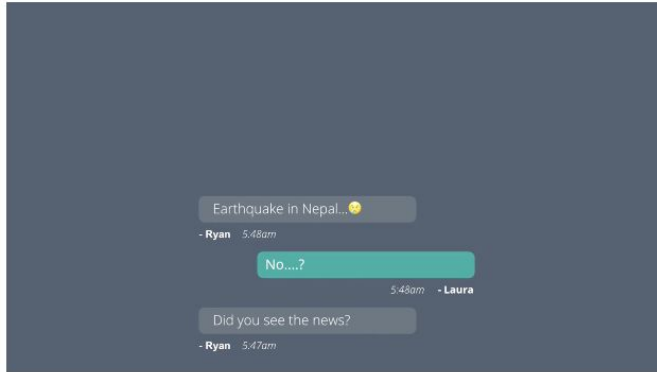 Earthquake in Nepal...😕
- Ryan 5:48am
No....?
5:48am - Laura
Did you see the news?
- Ryan 5:47am